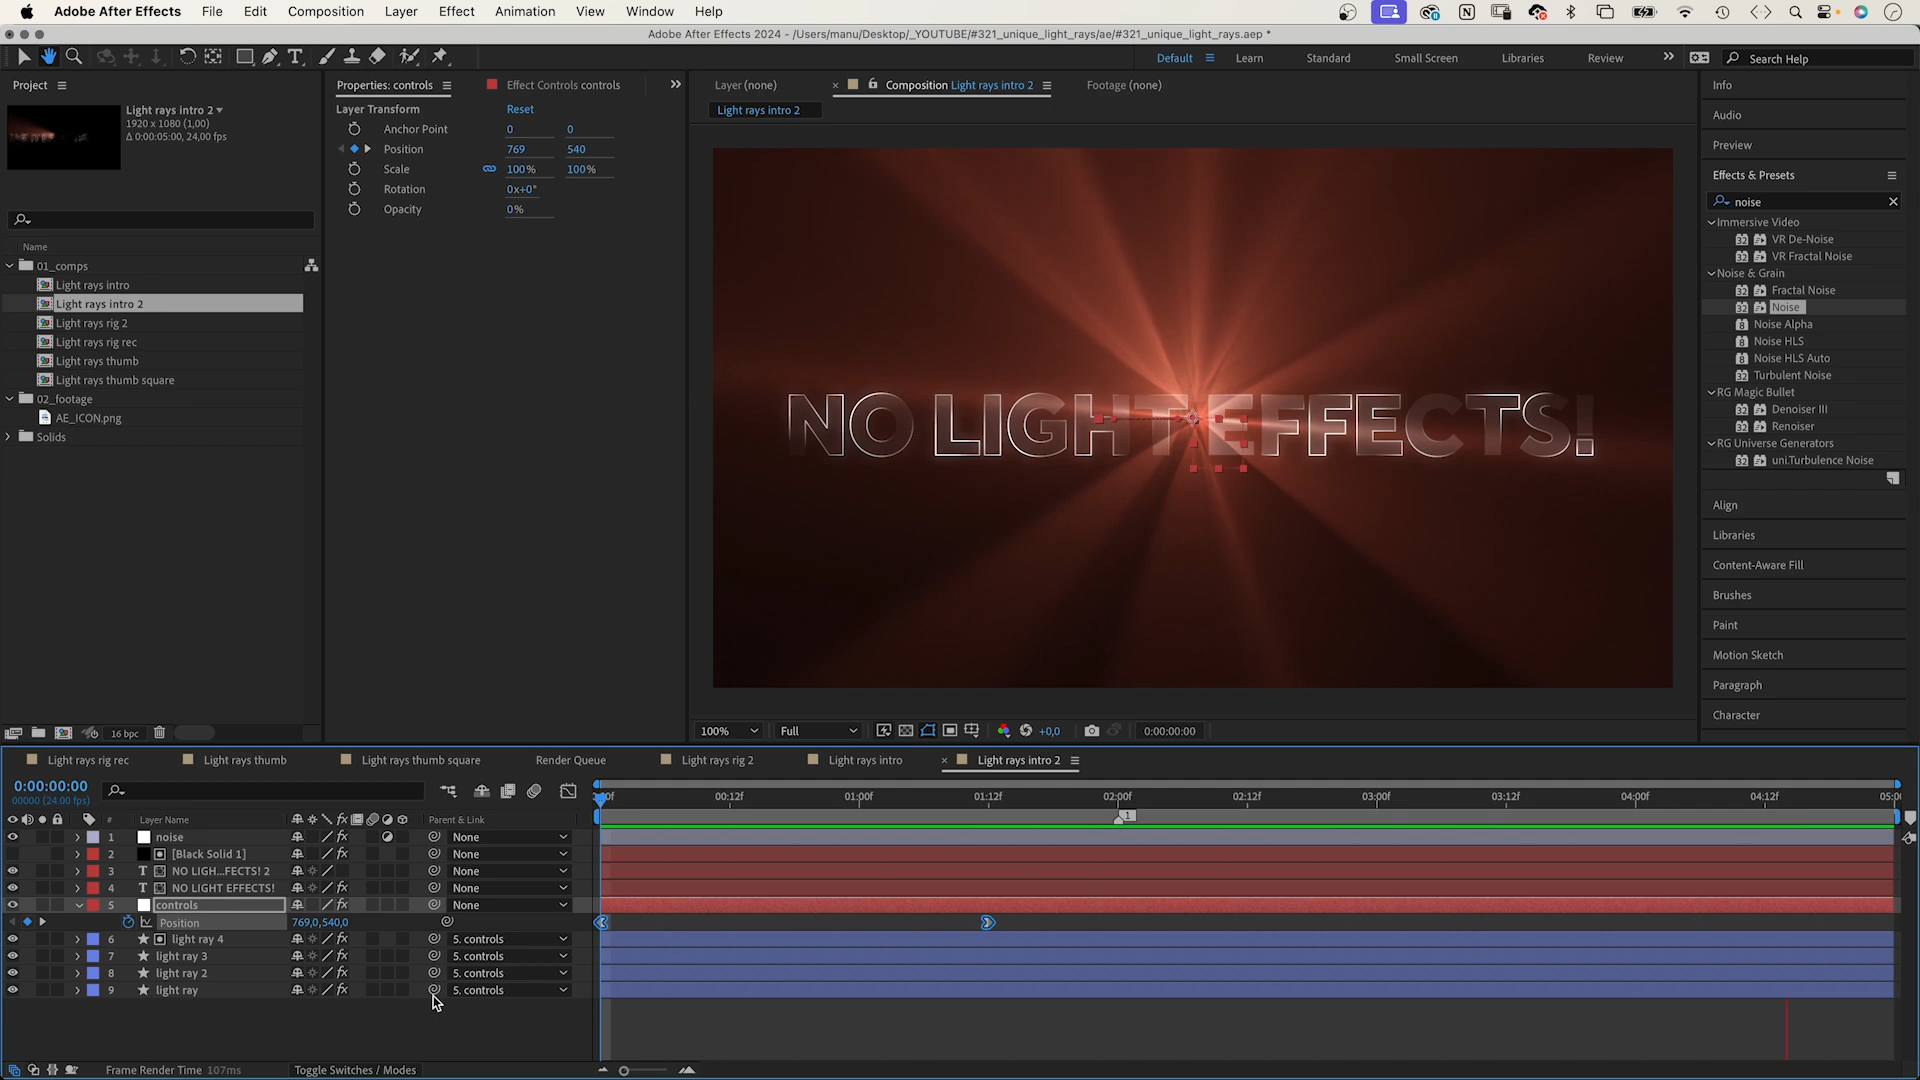 Adobe After Effects File Edit Composition Layer Effect Animation View Window Help
Adobe After Effects 2024 - /Users/manu/Desktop/_YOUTUBE/#321_unique_light_rays/ae/#321_unique_light_rays.aep *
Default Learn Standard Small Screen Libraries Review Search Help
Project
Light rays intro 2
1920 x 1080 (1,00)
Δ 0:00:05:00, 24,00 fps
Name
01_comps
Light rays intro
Light rays intro 2
Light rays rig 2
Light rays rig rec
Light rays thumb
Light rays thumb square
02_footage
AE_ICON.png
Solids
16 bpc
Properties: controls Effect Controls controls
Layer Transform Reset
Anchor Point 0 0
Position 769 540
Scale 100% 100%
Rotation 0x+0°
Opacity 0%
Layer (none) Composition Light rays intro 2 Footage (none)
Light rays intro 2
NO LIGHT EFFECTS!
100% Full +0,0 0:00:00:00
Info
Audio
Preview
Effects & Presets
noise
Immersive Video
VR De-Noise
VR Fractal Noise
Noise & Grain
Fractal Noise
Noise
Noise Alpha
Noise HLS
Noise HLS Auto
Turbulent Noise
RG Magic Bullet
Denoiser III
Renoiser
RG Universe Generators
uni.Turbulence Noise
Align
Libraries
Content-Aware Fill
Brushes
Paint
Motion Sketch
Paragraph
Character
Light rays rig rec Light rays thumb Light rays thumb square Render Queue Light rays rig 2 Light rays intro Light rays intro 2
0:00:00:00
00000 (24.00 fps)
00:12f 01:00f 01:12f 02:00f 02:12f 03:00f 03:12f 04:00f 04:12f
1
# Layer Name Parent & Link
1 noise None
2 [Black Solid 1] None
3 NO LIGH...FECTS! 2 None
4 NO LIGHT EFFECTS! None
5 controls None
Position 769,0,540,0
6 light ray 4 5. controls
7 light ray 3 5. controls
8 light ray 2 5. controls
9 light ray 5. controls
Frame Render Time 107ms Toggle Switches / Modes